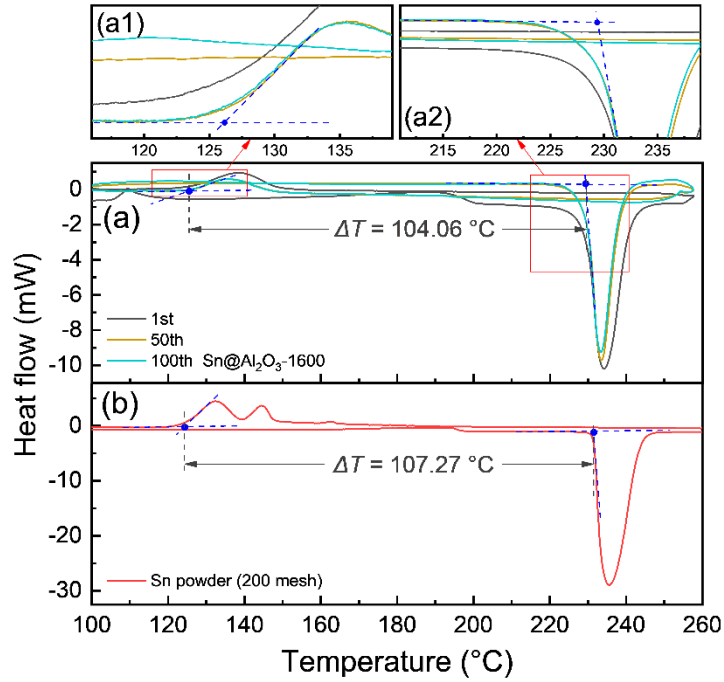 (a1)
(a2)
120 125 130 135
215 220 225 230 235
0
-2
-4
-6
-8
-10
(a)
ΔT = 104.06 °C
1st
50th
100th Sn@Al₂O₃-1600
Heat flow (mW)
0
-10
-20
-30
(b)
ΔT = 107.27 °C
Sn powder (200 mesh)
100 120 140 160 180 200 220 240 260
Temperature (°C)